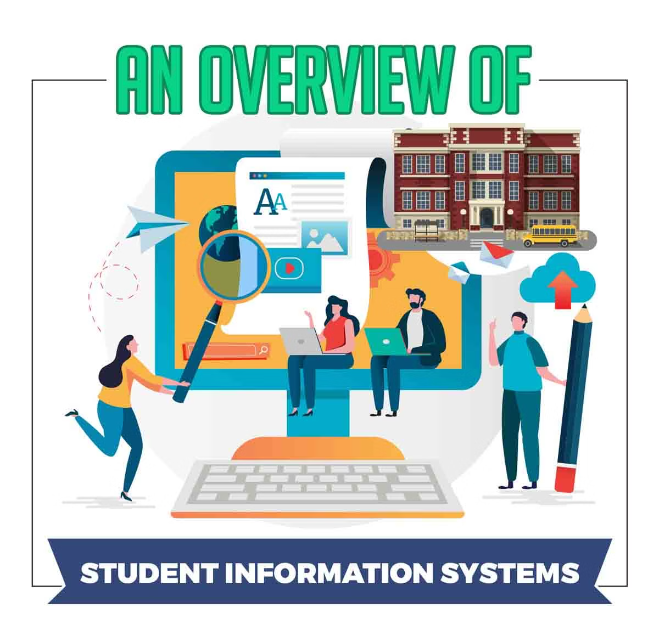 AN OVERVIEW OF
AA
STUDENT INFORMATION SYSTEMS